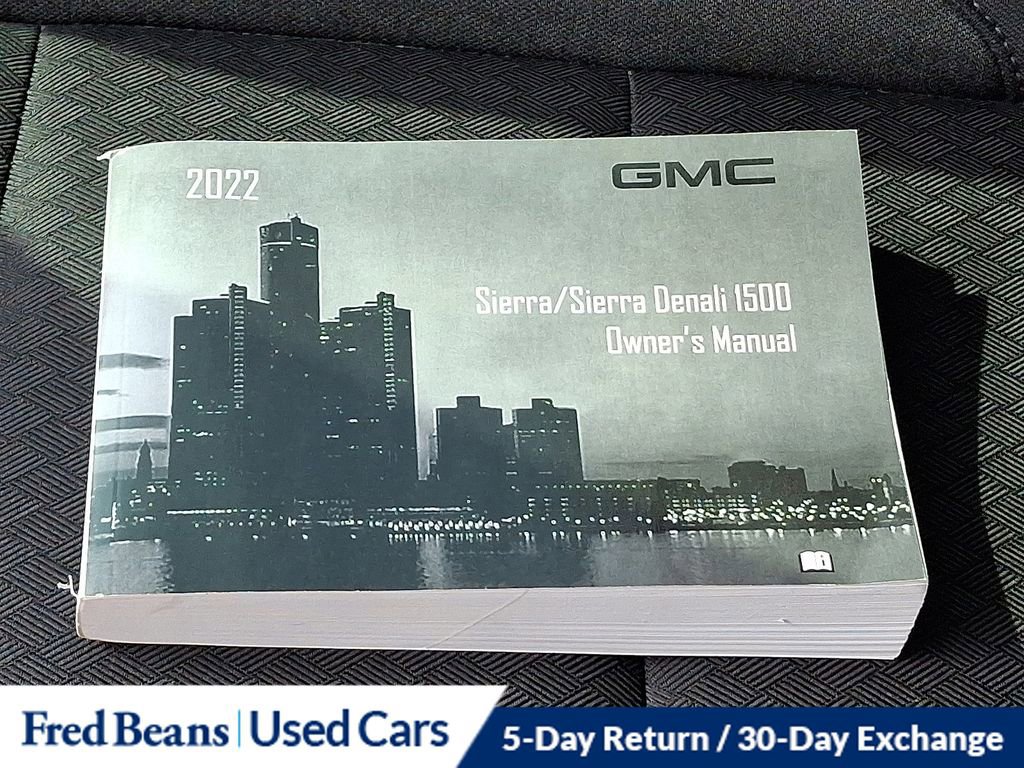 2022
GMC
Sierra/Sierra Denali 1500
Owner's Manual
Fred Beans | Used Cars
5-Day Return / 30-Day Exchange